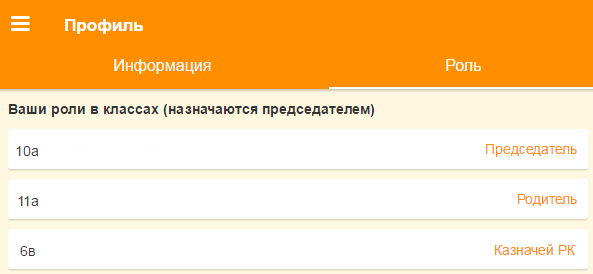 Профиль
Информация
Роль
Ваши роли в классах (назначаются председателем)
10а Председатель
11а Родитель
6в Казначей РК